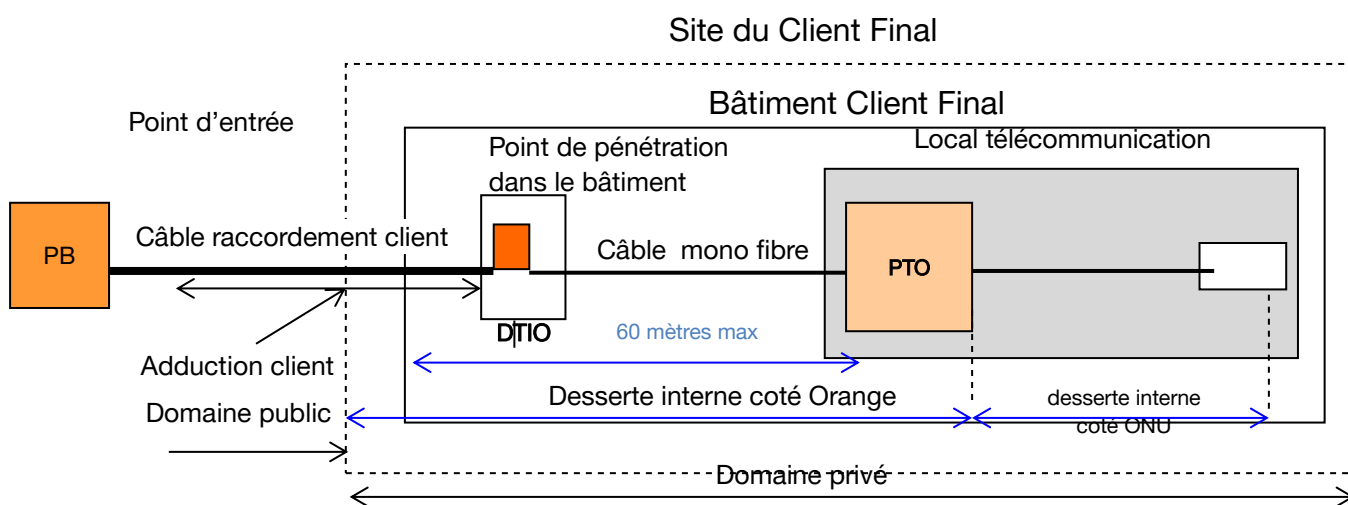 Site du Client Final
Bâtiment Client Final
Point d'entrée
Local télécommunication
Point de pénétration
dans le bâtiment
Câble raccordement client
Câble mono fibre
PB
PTO
DTIO
60 mètres max
Adduction client
Desserte interne coté Orange
desserte interne
coté ONU
Domaine public
Domaine privé